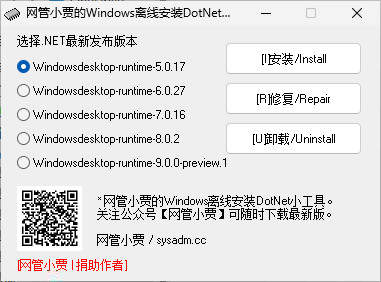 网管小贾的Windows离线安装DotNet...
选择.NET最新发布版本
Windowsdesktop-runtime-5.0.17
Windowsdesktop-runtime-6.0.27
Windowsdesktop-runtime-7.0.16
Windowsdesktop-runtime-8.0.2
Windowsdesktop-runtime-9.0.0-preview.1
[I]安装/Install
[R]修复/Repair
[U]卸载/Uninstall
*网管小贾的Windows离线安装DotNet小工具。
关注公众号【网管小贾】可随时下载最新版。
网管小贾 / sysadm.cc
[网管小贾 | 捐助作者]